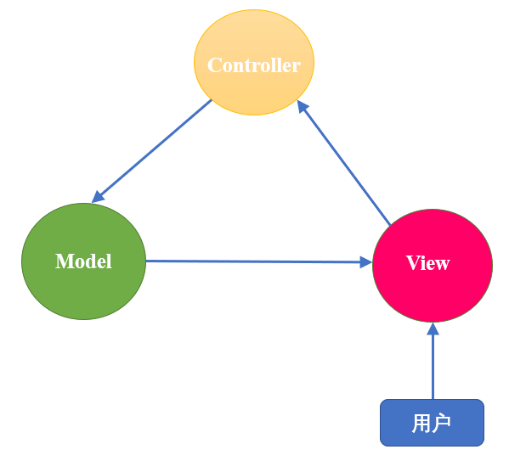 Controller
Model
View
用户